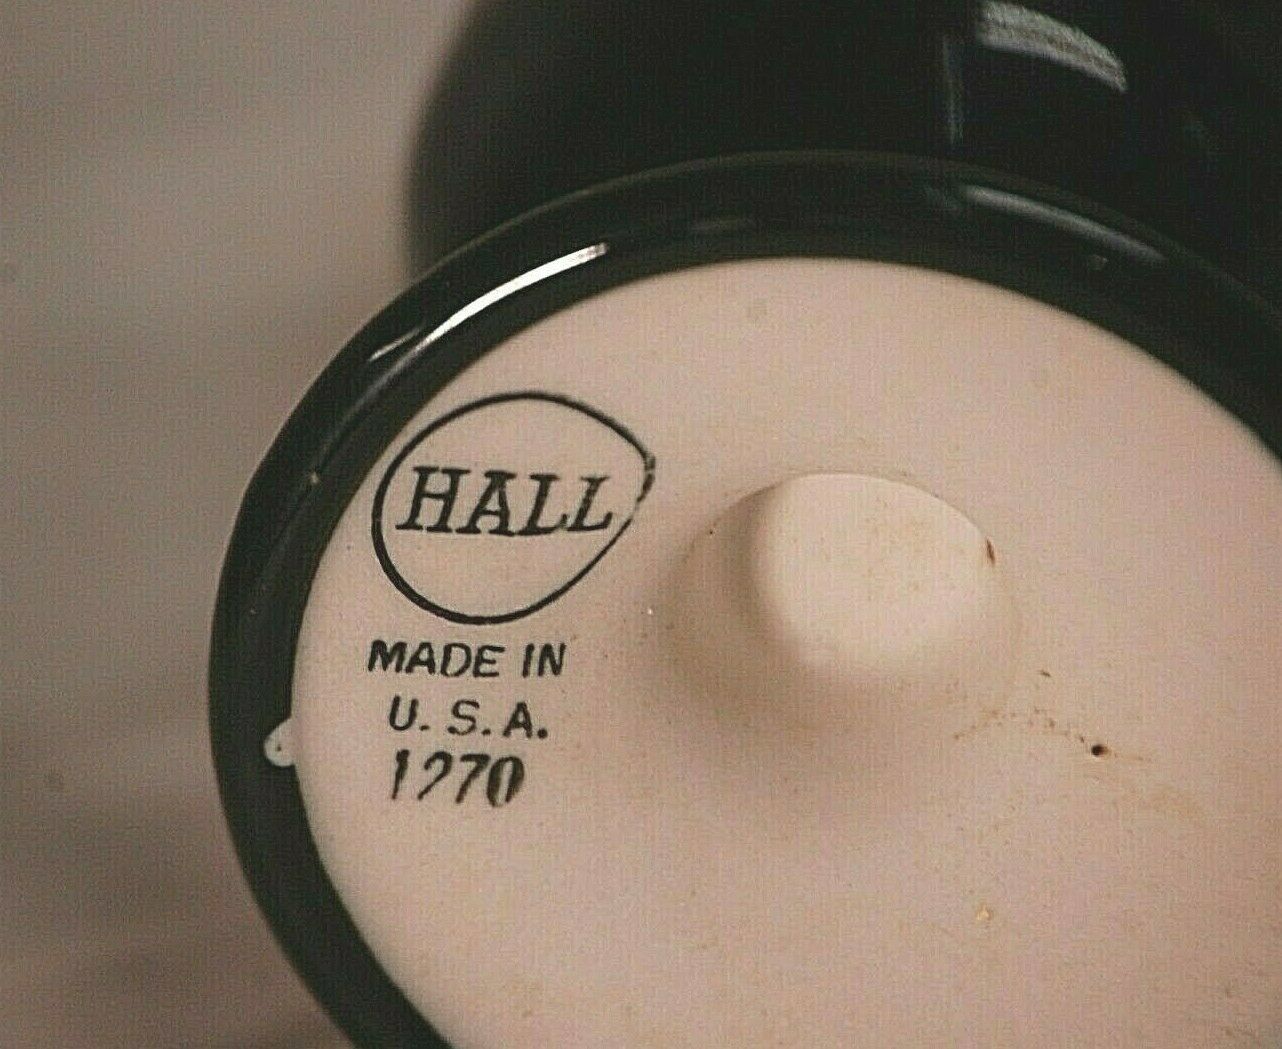 HALL
MADE IN
U. S. A.
1270